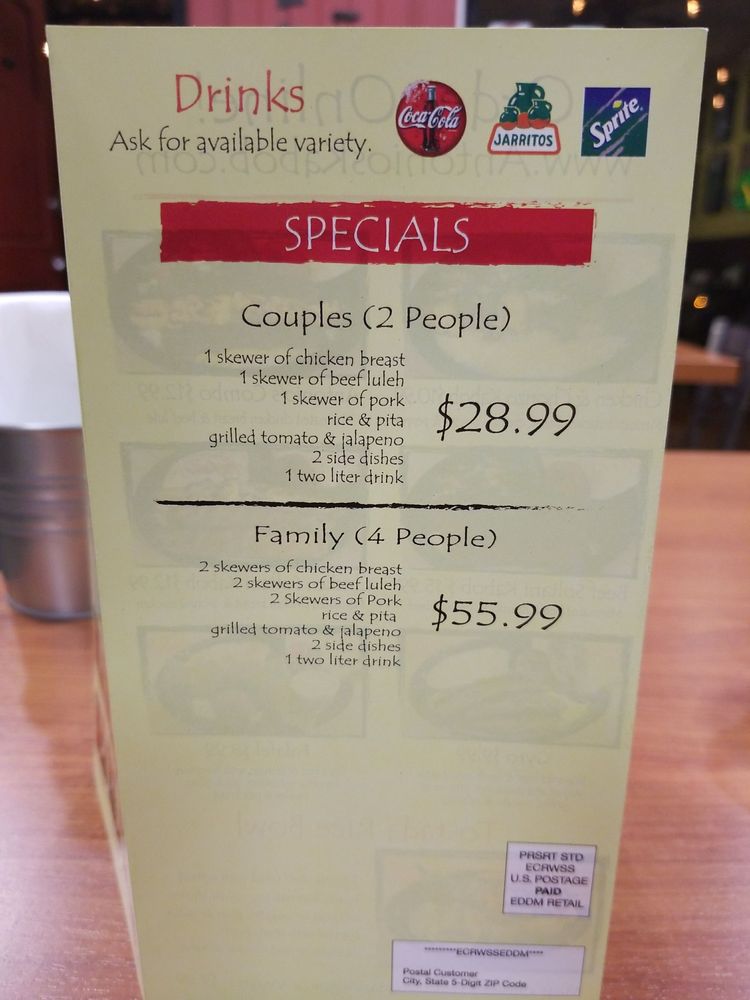 Drinks
Ask for available variety.
Coca-Cola
JARRITOS
Sprite
SPECIALS
Couples (2 People)
1 skewer of chicken breast
1 skewer of beef luleh
1 skewer of pork
rice & pita
grilled tomato & jalapeno
2 side dishes
1 two liter drink
$28.99
Family (4 People)
2 skewers of chicken breast
2 skewers of beef luleh
2 Skewers of Pork
rice & pita
grilled tomato & jalapeno
2 side dishes
1 two liter drink
$55.99
PRSRT STD
ECRWSS
U.S. POSTAGE
PAID
EDDM RETAIL
*********ECRWSSEDDM****
Postal Customer
City, State 5-Digit ZIP Code